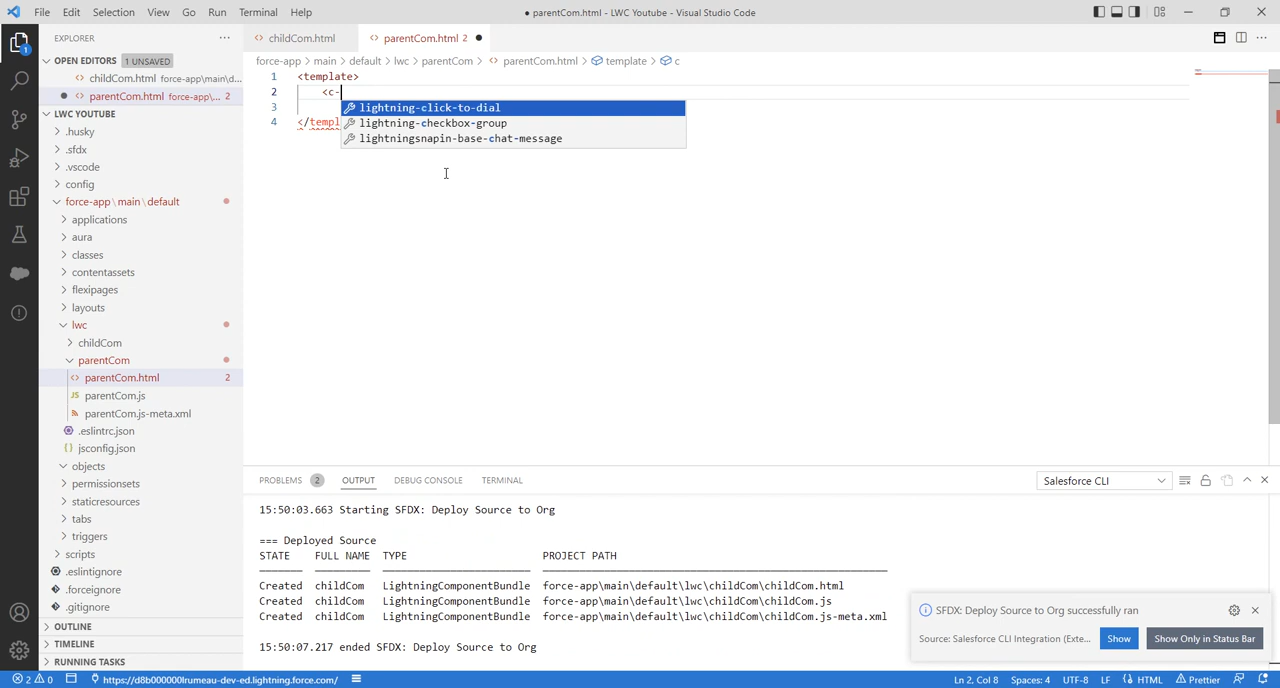 File Edit Selection View Go Run Terminal Help
● parentCom.html - LWC Youtube - Visual Studio Code
EXPLORER
OPEN EDITORS 1 UNSAVED
childCom.html force-app\main\d...
parentCom.html force-app\... 2
LWC YOUTUBE
.husky
.sfdx
.vscode
config
force-app\main\default
applications
aura
classes
contentassets
flexipages
layouts
lwc
childCom
parentCom
parentCom.html 2
parentCom.js
parentCom.js-meta.xml
.eslintrc.json
jsconfig.json
objects
permissionsets
staticresources
tabs
triggers
scripts
.eslintignore
.forceignore
.gitignore
OUTLINE
TIMELINE
RUNNING TASKS
childCom.html
parentCom.html 2 ●
force-app > main > default > lwc > parentCom > parentCom.html > template > c
1 <template>
2 <c-
3
4 </templ
lightning-click-to-dial
lightning-checkbox-group
lightningsnapin-base-chat-message
PROBLEMS 2 OUTPUT DEBUG CONSOLE TERMINAL
Salesforce CLI
15:50:03.663 Starting SFDX: Deploy Source to Org
=== Deployed Source
STATE FULL NAME TYPE PROJECT PATH
Created childCom LightningComponentBundle force-app\main\default\lwc\childCom\childCom.html
Created childCom LightningComponentBundle force-app\main\default\lwc\childCom\childCom.js
Created childCom LightningComponentBundle force-app\main\default\lwc\childCom\childCom.js-meta.xml
15:50:07.217 ended SFDX: Deploy Source to Org
SFDX: Deploy Source to Org successfully ran
Source: Salesforce CLI Integration (Exte... Show Show Only in Status Bar
2 0 https://d8b000000lrumeau-dev-ed.lightning.force.com/ Ln 2, Col 8 Spaces: 4 UTF-8 LF HTML Prettier